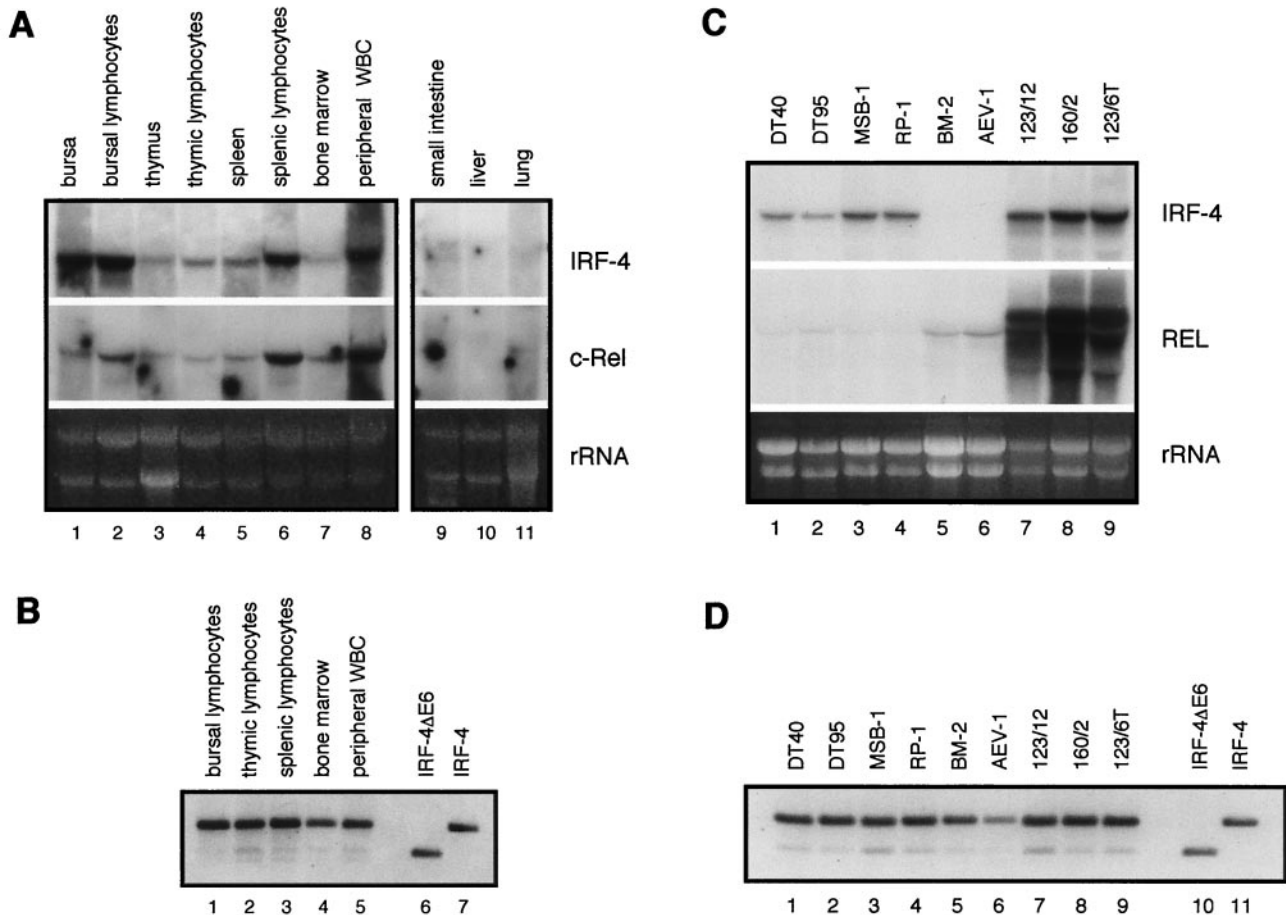 A
bursa
bursal lymphocytes
thymus
thymic lymphocytes
spleen
splenic lymphocytes
bone marrow
peripheral WBC
small intestine
liver
lung
IRF-4
c-Rel
rRNA
1 2 3 4 5 6 7 8 9 10 11
C
DT40
DT95
MSB-1
RP-1
BM-2
AEV-1
123/12
160/2
123/6T
IRF-4
REL
rRNA
1 2 3 4 5 6 7 8 9
B
bursal lymphocytes
thymic lymphocytes
splenic lymphocytes
bone marrow
peripheral WBC
IRF-4ΔE6
IRF-4
1 2 3 4 5 6 7
D
DT40
DT95
MSB-1
RP-1
BM-2
AEV-1
123/12
160/2
123/6T
IRF-4ΔE6
IRF-4
1 2 3 4 5 6 7 8 9 10 11